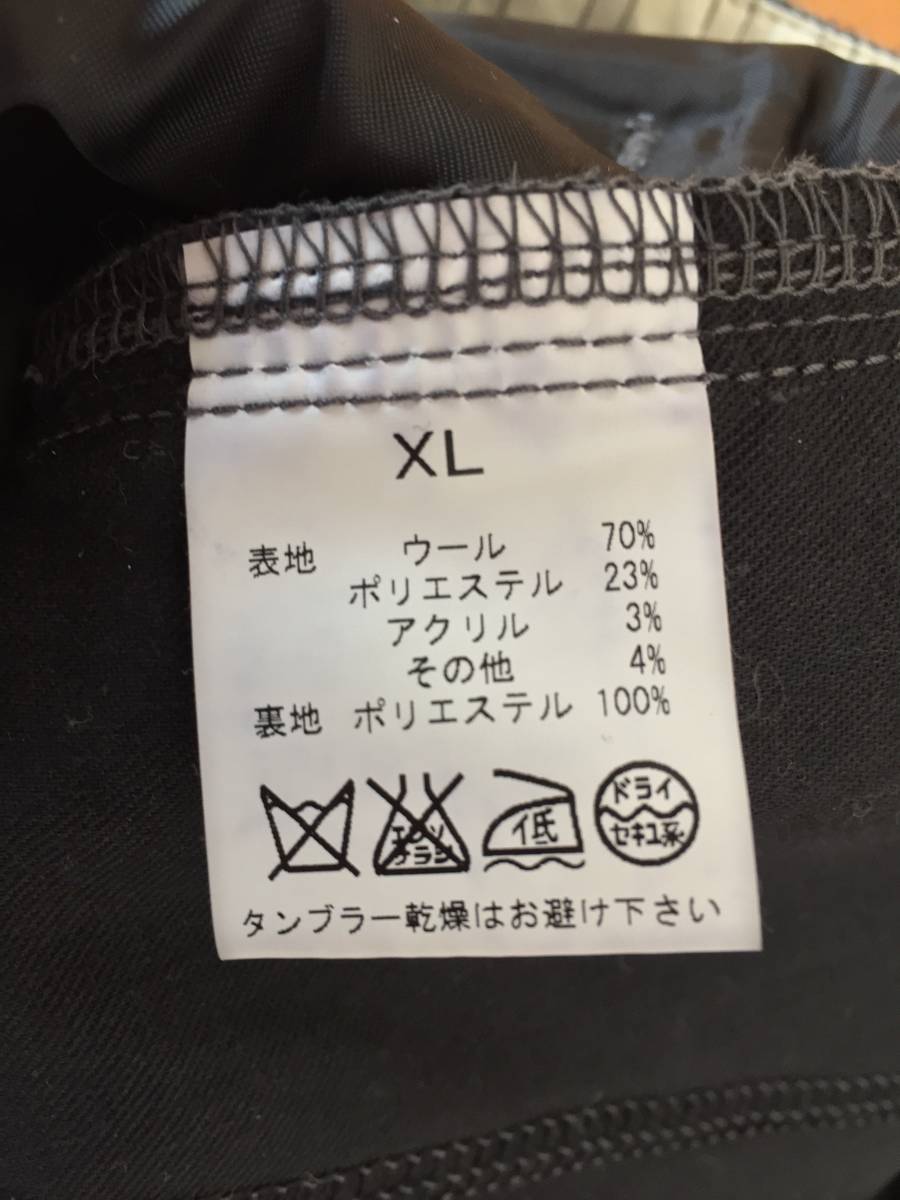 XL
表地 ウール 70%
ポリエステル 23%
アクリル 3%
その他 4%
裏地 ポリエステル 100%
エンソ
サラシ
低
ドライ
セキユ系
タンブラー乾燥はお避け下さい